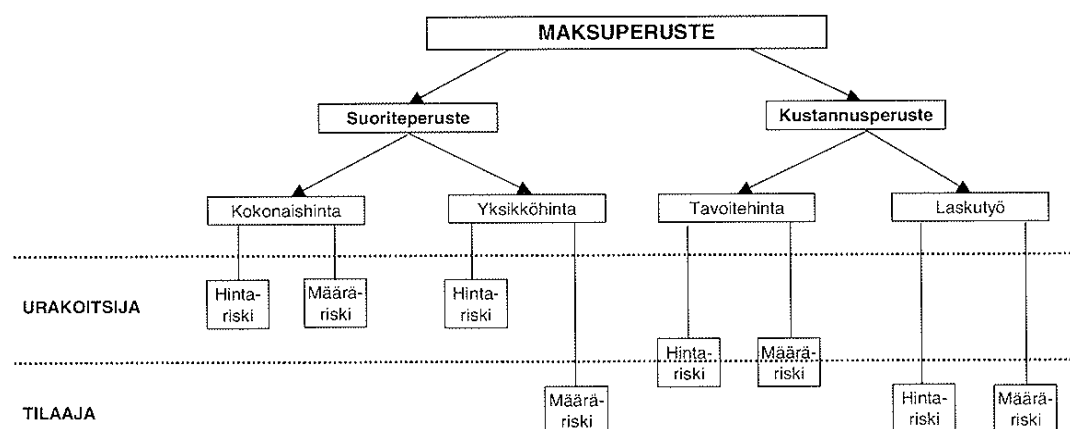 MAKSUPERUSTE
Suoriteperuste
Kustannusperuste
Kokonaishinta
Yksikköhinta
Tavoitehinta
Laskutyö
URAKOITSIJA
Hinta-
riski
Määrä-
riski
Hinta-
riski
Hinta-
riski
Määrä-
riski
TILAAJA
Määrä-
riski
Hinta-
riski
Määrä-
riski